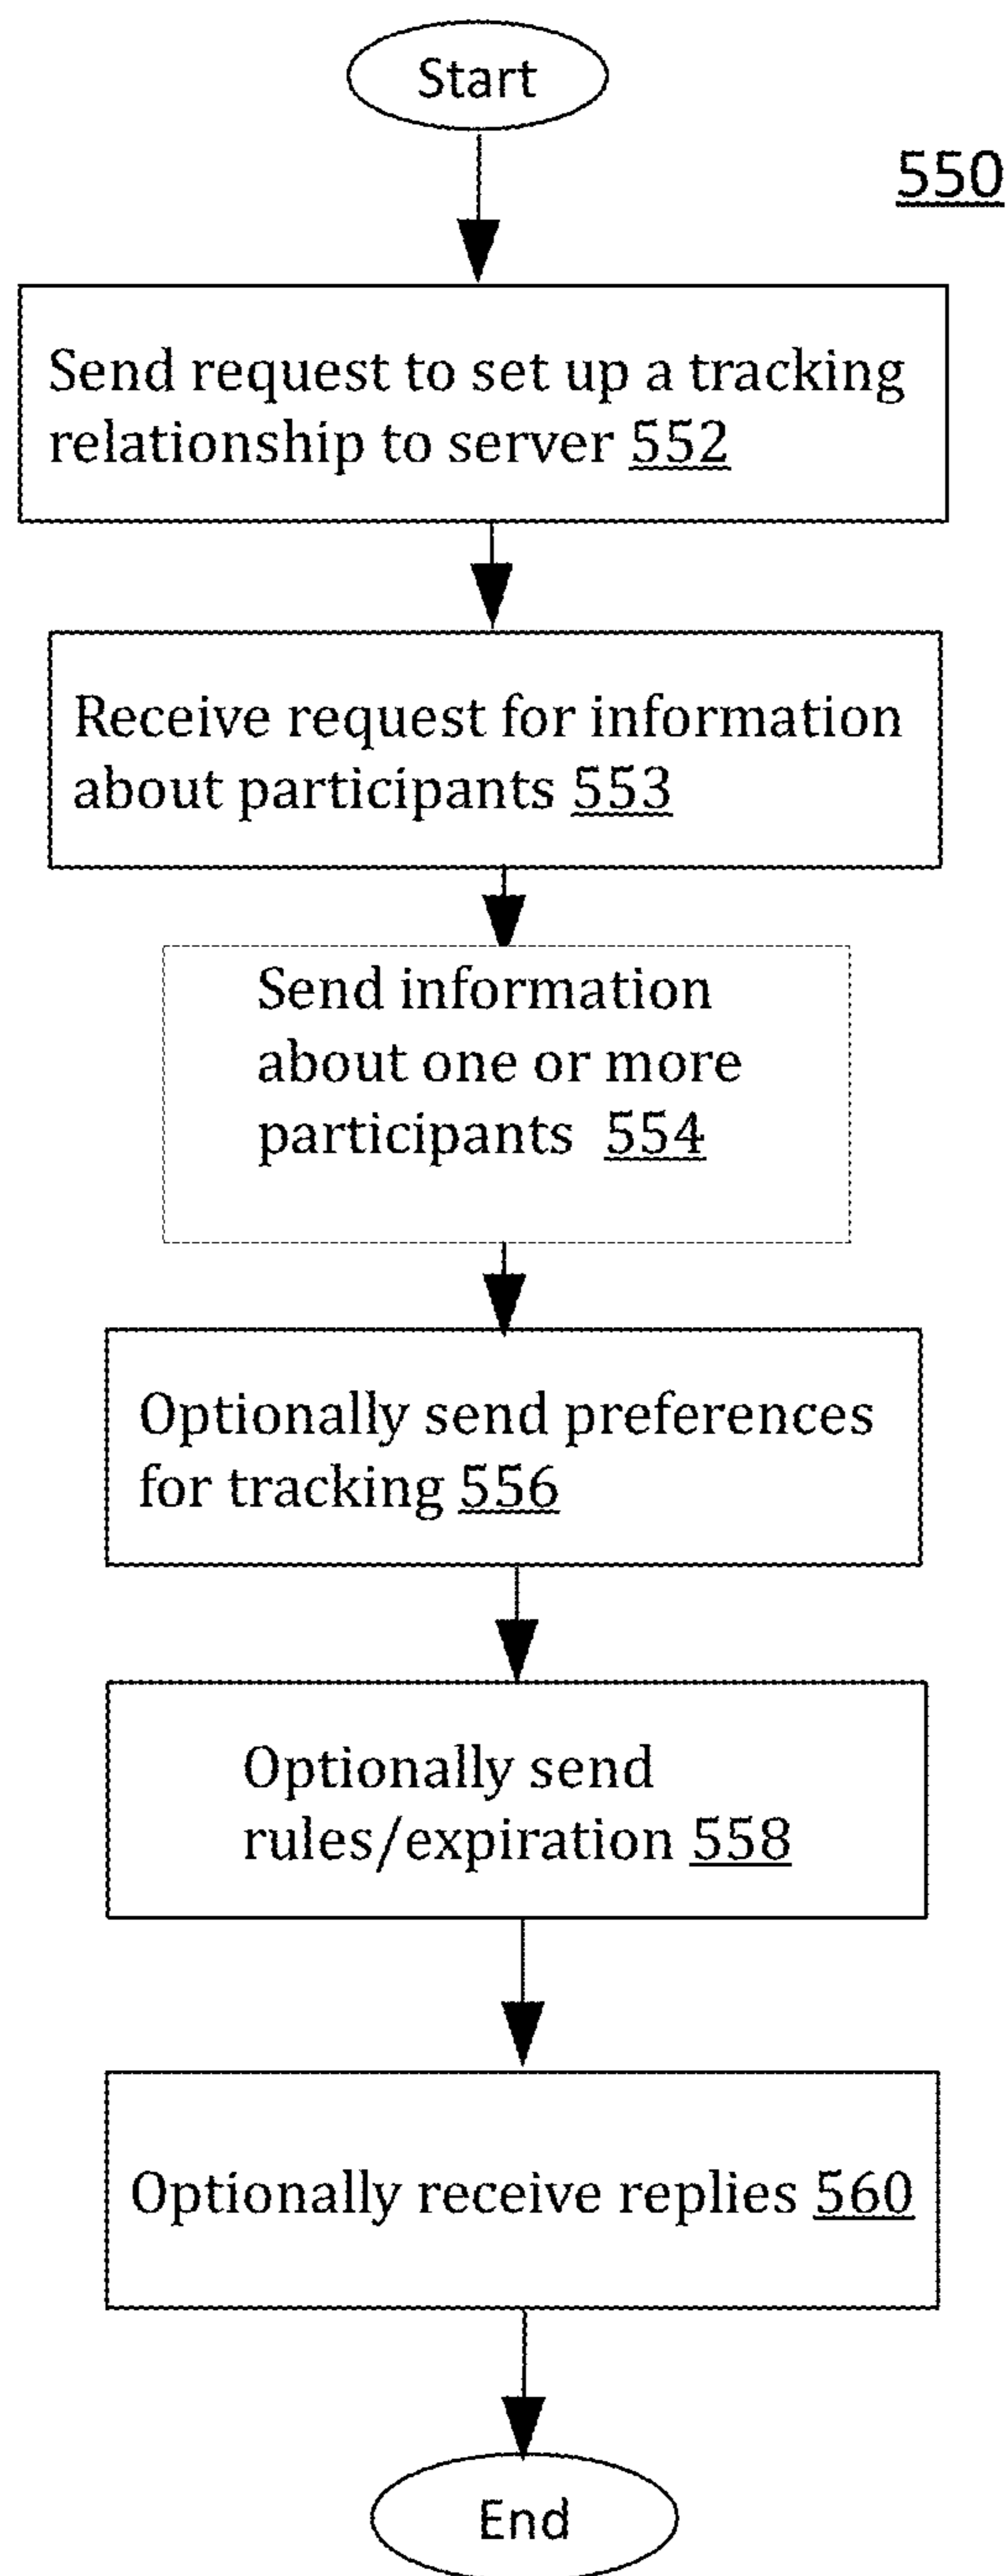 Start
550
Send request to set up a tracking
relationship to server 552
Receive request for information
about participants 553
Send information
about one or more
participants 554
Optionally send preferences
for tracking 556
Optionally send
rules/expiration 558
Optionally receive replies 560
End